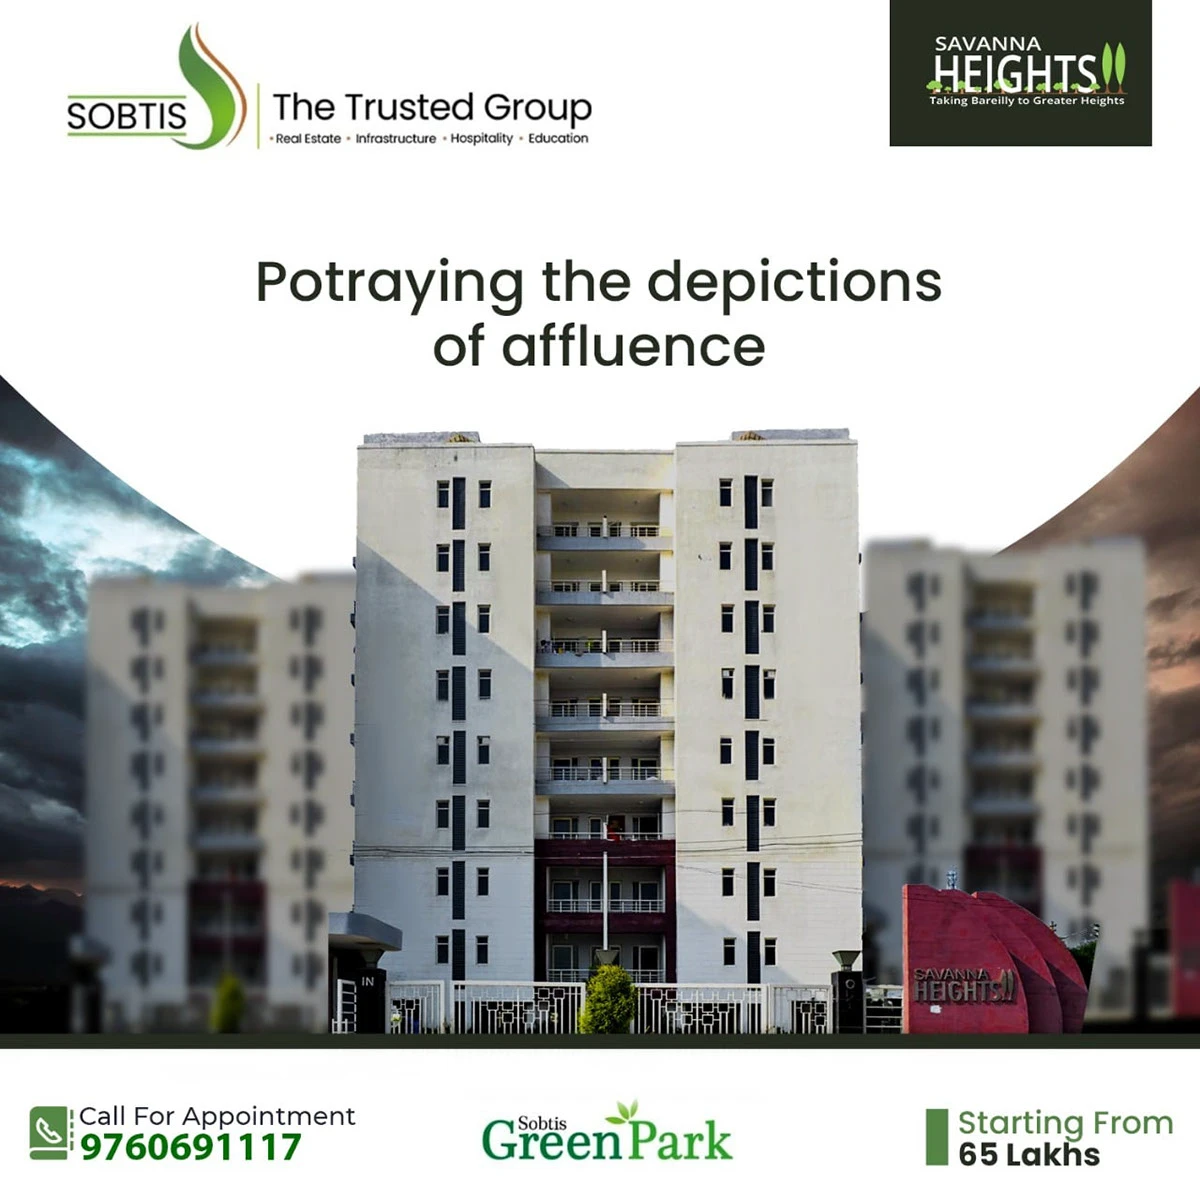 SOBTIS
The Trusted Group
• Real Estate • Infrastructure • Hospitality • Education
SAVANNA
HEIGHTS
Taking Bareilly to Greater Heights
Potraying the depictions
of affluence
IN
SAVANNA
HEIGHTS
Call For Appointment
9760691117
Sobtis
Green Park
Starting From
65 Lakhs